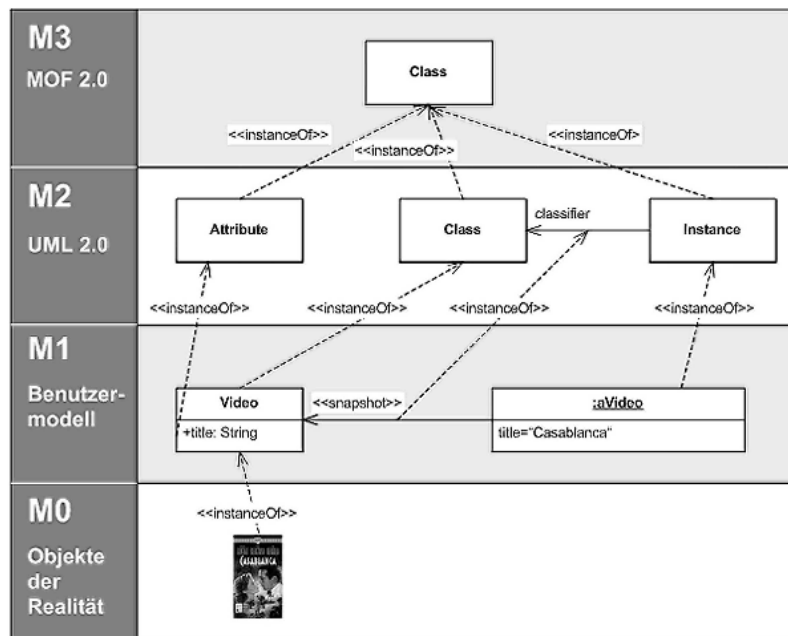 M3
MOF 2.0
Class
<<instanceOf>>
<<instanceOf>>
<<instanceOf>
M2
UML 2.0
Attribute
Class
classifier
Instance
<<instanceOf>>
<<instanceOf>>
<<instanceOf>>
<<instanceOf>>
M1
Benutzer-
modell
Video
+title: String
<<snapshot>>
:aVideo
title="Casablanca"
M0
Objekte
der
Realität
<<instanceOf>>
CASABLANCA